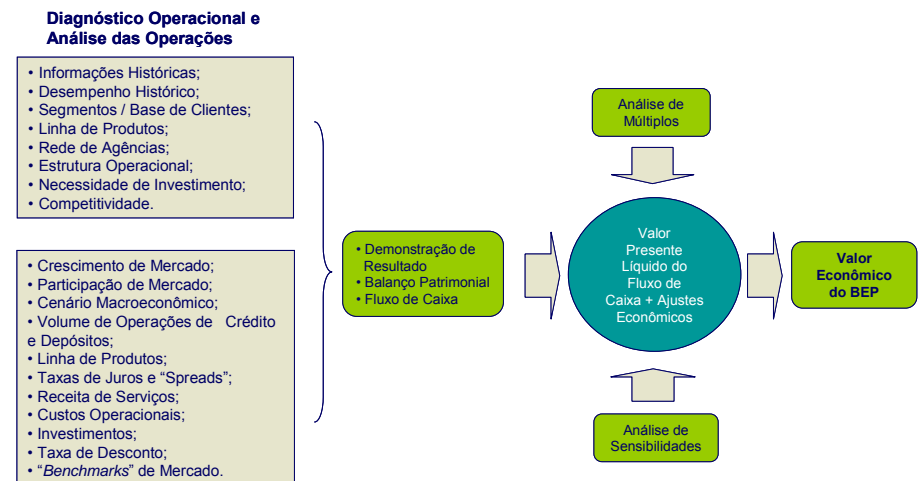 Diagnóstico Operacional e
Análise das Operações
• Informações Históricas;
• Desempenho Histórico;
• Segmentos / Base de Clientes;
• Linha de Produtos;
• Rede de Agências;
• Estrutura Operacional;
• Necessidade de Investimento;
• Competitividade.
• Crescimento de Mercado;
• Participação de Mercado;
• Cenário Macroeconômico;
• Volume de Operações de Crédito
e Depósitos;
• Linha de Produtos;
• Taxas de Juros e “Spreads”;
• Receita de Serviços;
• Custos Operacionais;
• Investimentos;
• Taxa de Desconto;
• “Benchmarks” de Mercado.
• Demonstração de
Resultado
• Balanço Patrimonial
• Fluxo de Caixa
Análise de
Múltiplos
Valor
Presente
Líquido do
Fluxo de
Caixa + Ajustes
Econômicos
Análise de
Sensibilidades
Valor
Econômico
do BEP